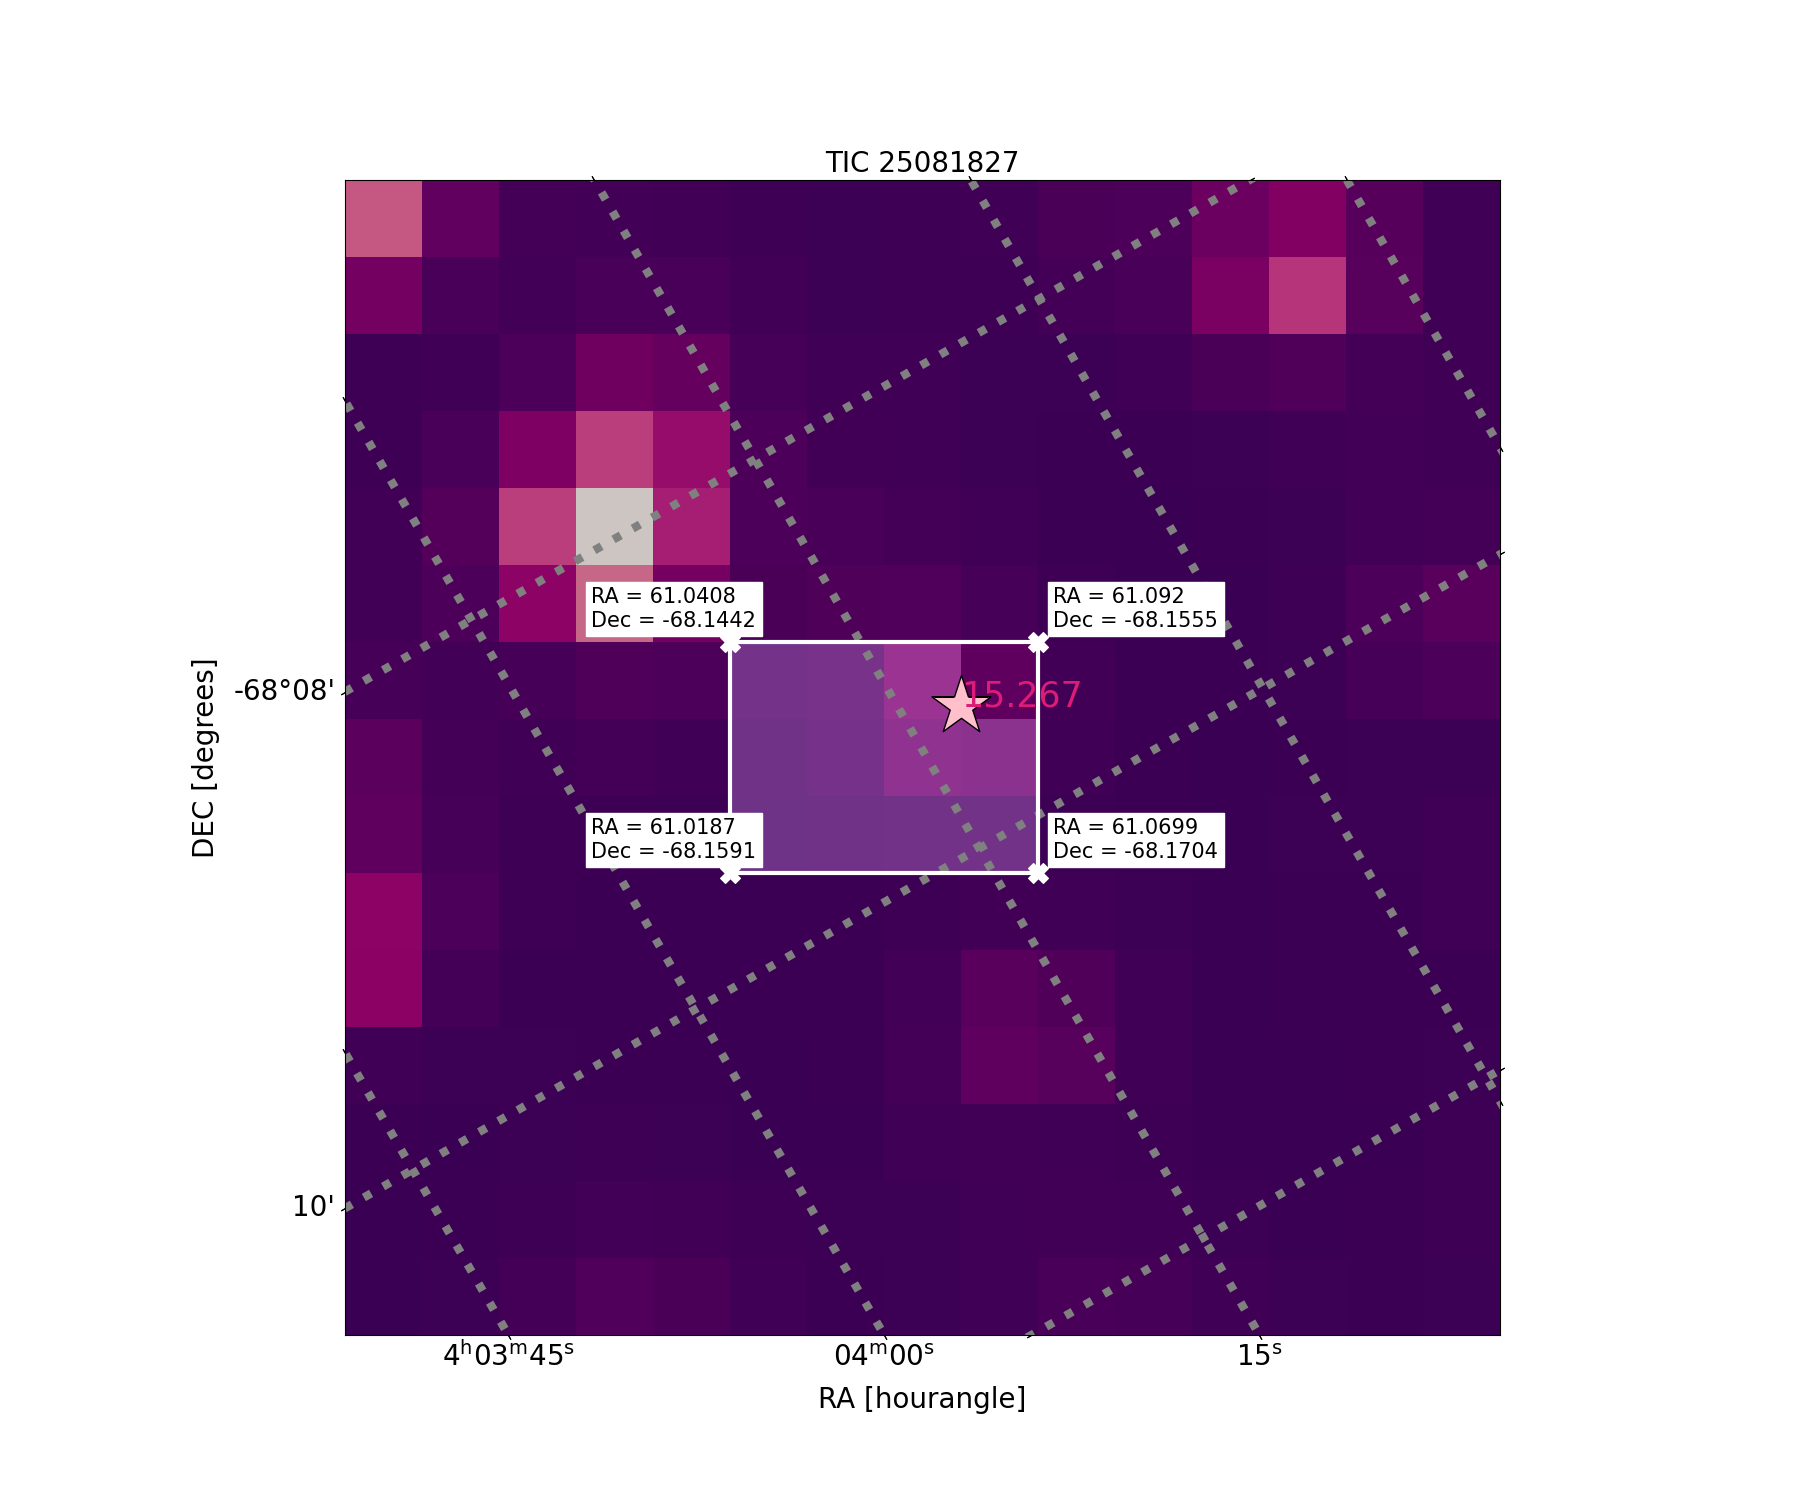 TIC 25081827
RA = 61.0408
Dec = -68.1442
RA = 61.092
Dec = -68.1555
15.267
-68°08'
RA = 61.0187
Dec = -68.1591
RA = 61.0699
Dec = -68.1704
DEC [degrees]
10'
4ʰ03ᵐ45ˢ
04ᵐ00ˢ
15ˢ
RA [hourangle]